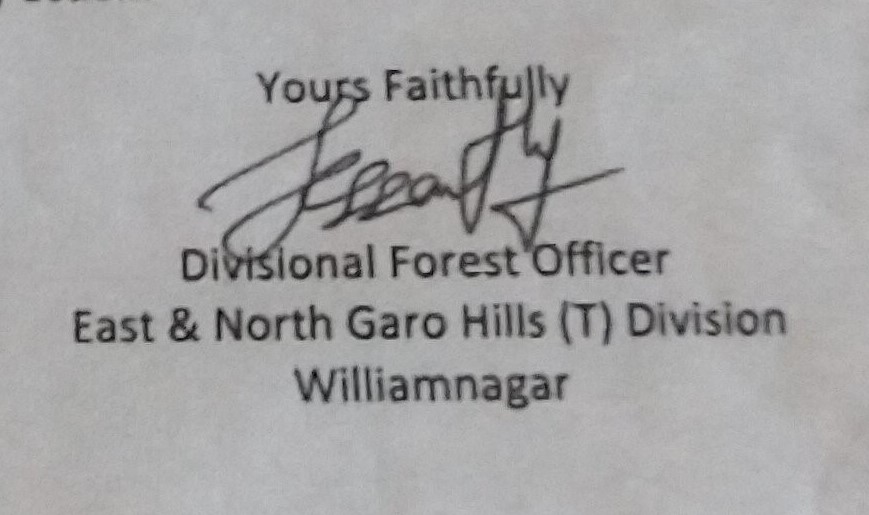 Yours Faithfully
Divisional Forest Officer
East & North Garo Hills (T) Division
Williamnagar